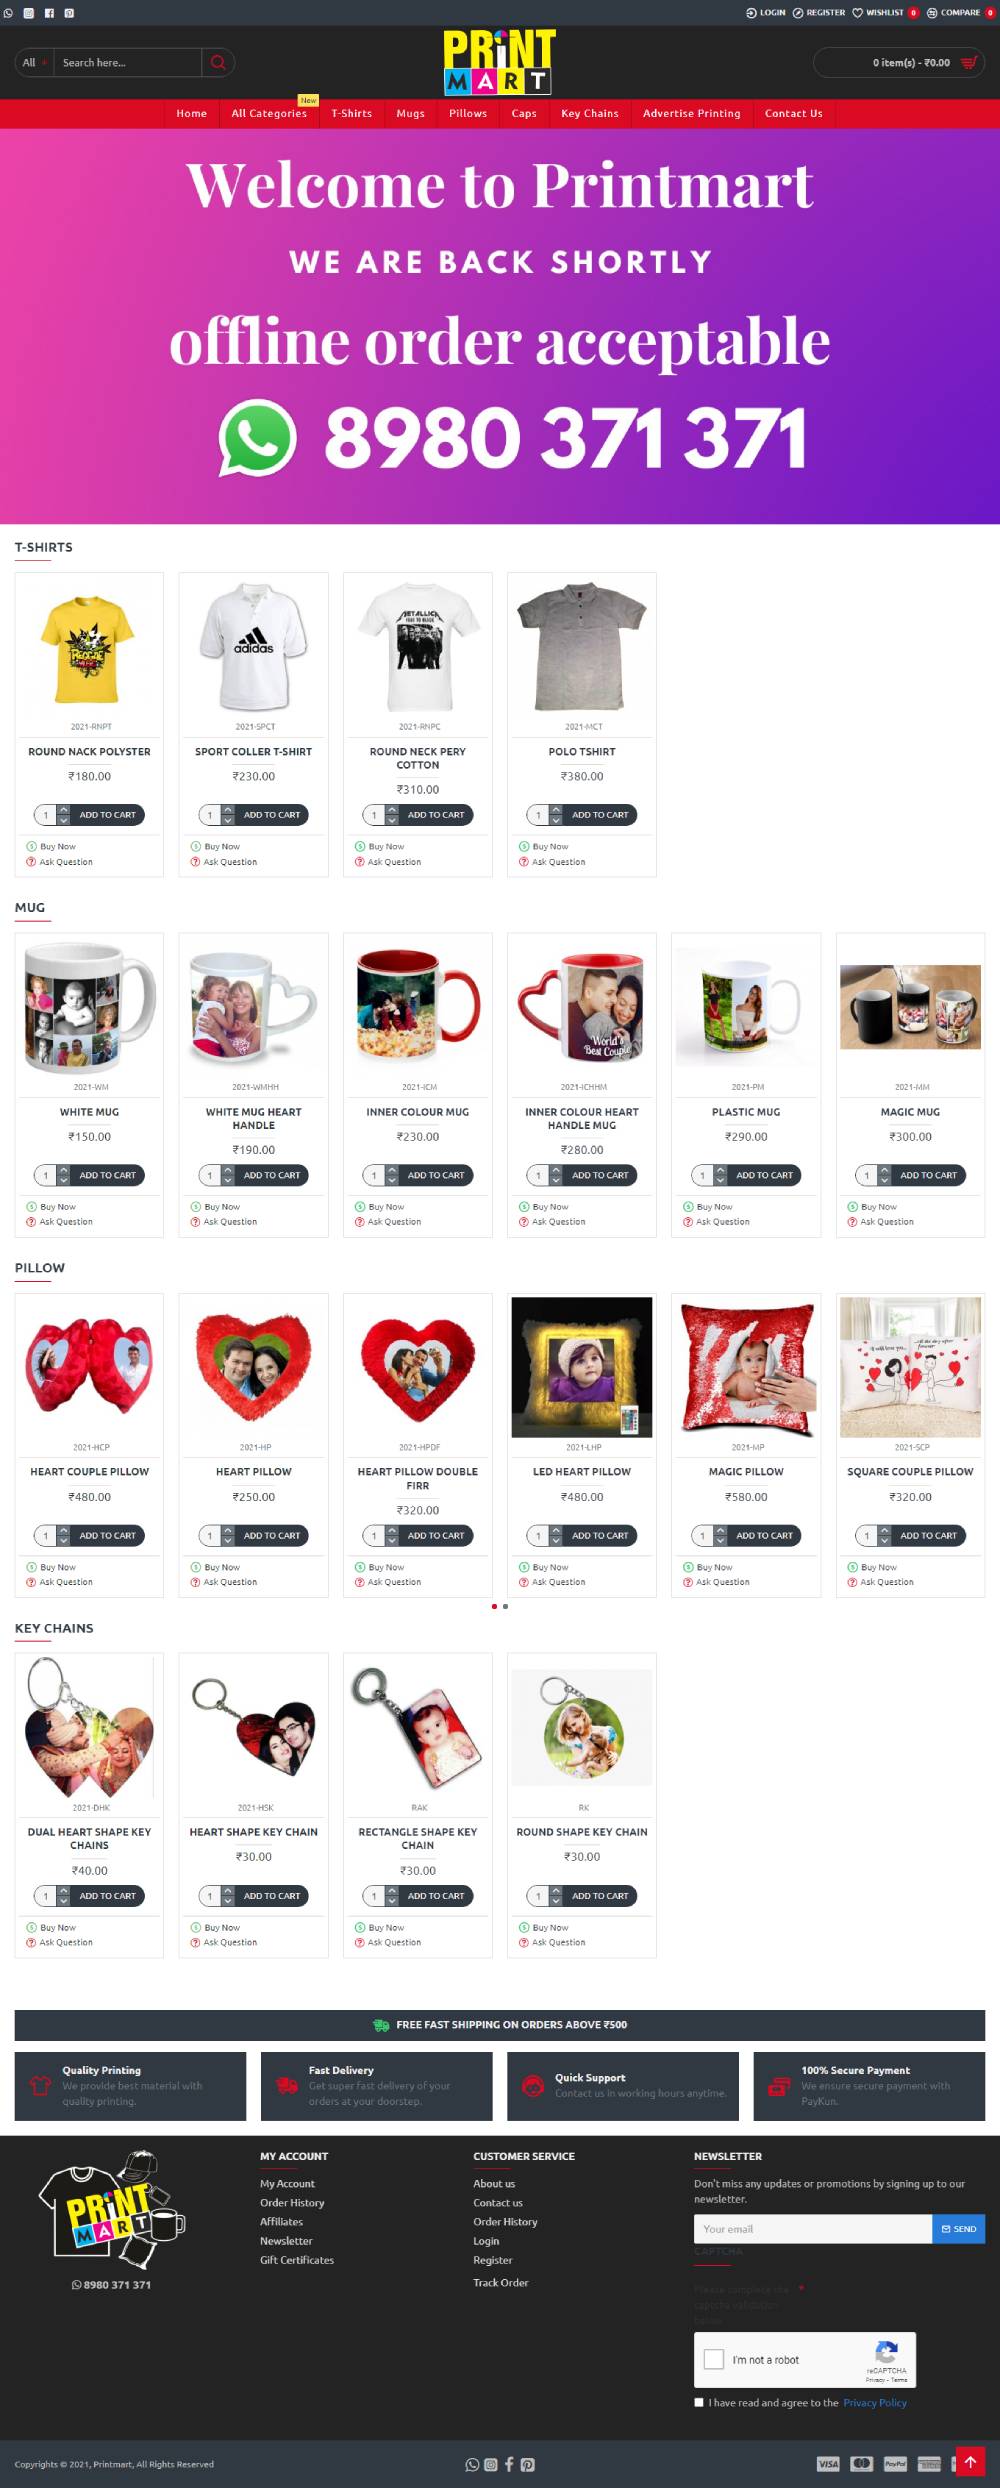 LOGIN REGISTER WISHLIST 0 COMPARE 0
All Search here...
PRINT
MART
0 item(s) - ₹0.00
New
Home All Categories T-Shirts Mugs Pillows Caps Key Chains Advertise Printing Contact Us
Welcome to Printmart
WE ARE BACK SHORTLY
offline order acceptable
8980 371 371
T-SHIRTS
REGGAE
adidas
METALLICA
FADE TO BLACK
2021-RNPT 2021-SPCT 2021-RNPC 2021-MCT
ROUND NACK POLYSTER SPORT COLLER T-SHIRT ROUND NECK PERY COTTON POLO TSHIRT
₹180.00 ₹230.00 ₹310.00 ₹380.00
1 ADD TO CART 1 ADD TO CART 1 ADD TO CART 1 ADD TO CART
Buy Now Buy Now Buy Now Buy Now
Ask Question Ask Question Ask Question Ask Question
MUG
World's
Best Couple
2021-WM 2021-WMHH 2021-ICM 2021-ICHHM 2021-PM 2021-MM
WHITE MUG WHITE MUG HEART HANDLE INNER COLOUR MUG INNER COLOUR HEART HANDLE MUG PLASTIC MUG MAGIC MUG
₹150.00 ₹190.00 ₹230.00 ₹280.00 ₹290.00 ₹300.00
1 ADD TO CART 1 ADD TO CART 1 ADD TO CART 1 ADD TO CART 1 ADD TO CART 1 ADD TO CART
Buy Now Buy Now Buy Now Buy Now Buy Now Buy Now
Ask Question Ask Question Ask Question Ask Question Ask Question Ask Question
PILLOW
I will love you... ...till the day after
forever
2021-HCP 2021-HP 2021-HPDF 2021-LHP 2021-MP 2021-SCP
HEART COUPLE PILLOW HEART PILLOW HEART PILLOW DOUBLE FIRR LED HEART PILLOW MAGIC PILLOW SQUARE COUPLE PILLOW
₹480.00 ₹250.00 ₹320.00 ₹480.00 ₹580.00 ₹320.00
1 ADD TO CART 1 ADD TO CART 1 ADD TO CART 1 ADD TO CART 1 ADD TO CART 1 ADD TO CART
Buy Now Buy Now Buy Now Buy Now Buy Now Buy Now
Ask Question Ask Question Ask Question Ask Question Ask Question Ask Question
KEY CHAINS
2021-DHK 2021-HSK RAK RK
DUAL HEART SHAPE KEY CHAINS HEART SHAPE KEY CHAIN RECTANGLE SHAPE KEY CHAIN ROUND SHAPE KEY CHAIN
₹40.00 ₹30.00 ₹30.00 ₹30.00
1 ADD TO CART 1 ADD TO CART 1 ADD TO CART 1 ADD TO CART
Buy Now Buy Now Buy Now Buy Now
Ask Question Ask Question Ask Question Ask Question
FREE FAST SHIPPING ON ORDERS ABOVE ₹500
Quality Printing
We provide best material with
quality printing.
Fast Delivery
Get super fast delivery of your
orders at your doorstep.
Quick Support
Contact us in working hours anytime.
100% Secure Payment
We ensure secure payment with
PayKun.
PRINT
MART
8980 371 371
MY ACCOUNT
My Account
Order History
Affiliates
Newsletter
Gift Certificates
CUSTOMER SERVICE
About us
Contact us
Order History
Login
Register
Track Order
NEWSLETTER
Don't miss any updates or promotions by signing up to our
newsletter.
Your email SEND
CAPTCHA
Please complete the *
captcha validation
below
I'm not a robot
reCAPTCHA
Privacy - Terms
I have read and agree to the Privacy Policy
Copyrights © 2021, Printmart, All Rights Reserved
VISA PayPal